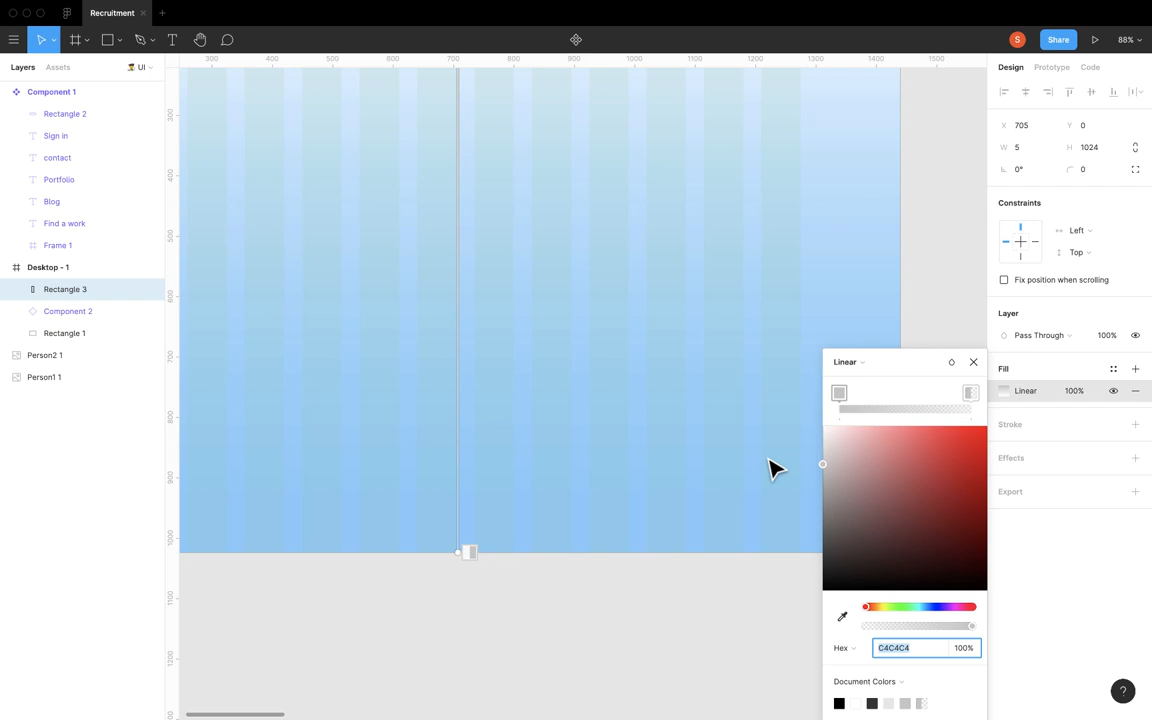 Recruitment
Share
88%
S
Layers
Assets
UI
Component 1
Rectangle 2
Sign in
contact
Portfolio
Blog
Find a work
Frame 1
Desktop - 1
Rectangle 3
Component 2
Rectangle 1
Person2 1
Person1 1
300 400 500 600 700 800 900 1000 1100 1200 1300 1400 1500
300
400
500
600
700
800
900
1000
1100
1200
Design
Prototype
Code
X 705
Y 0
W 5
H 1024
0°
0
Constraints
Left
Top
Fix position when scrolling
Layer
Pass Through
100%
Fill
Linear
100%
Stroke
Effects
Export
Linear
Hex
C4C4C4
100%
Document Colors
?